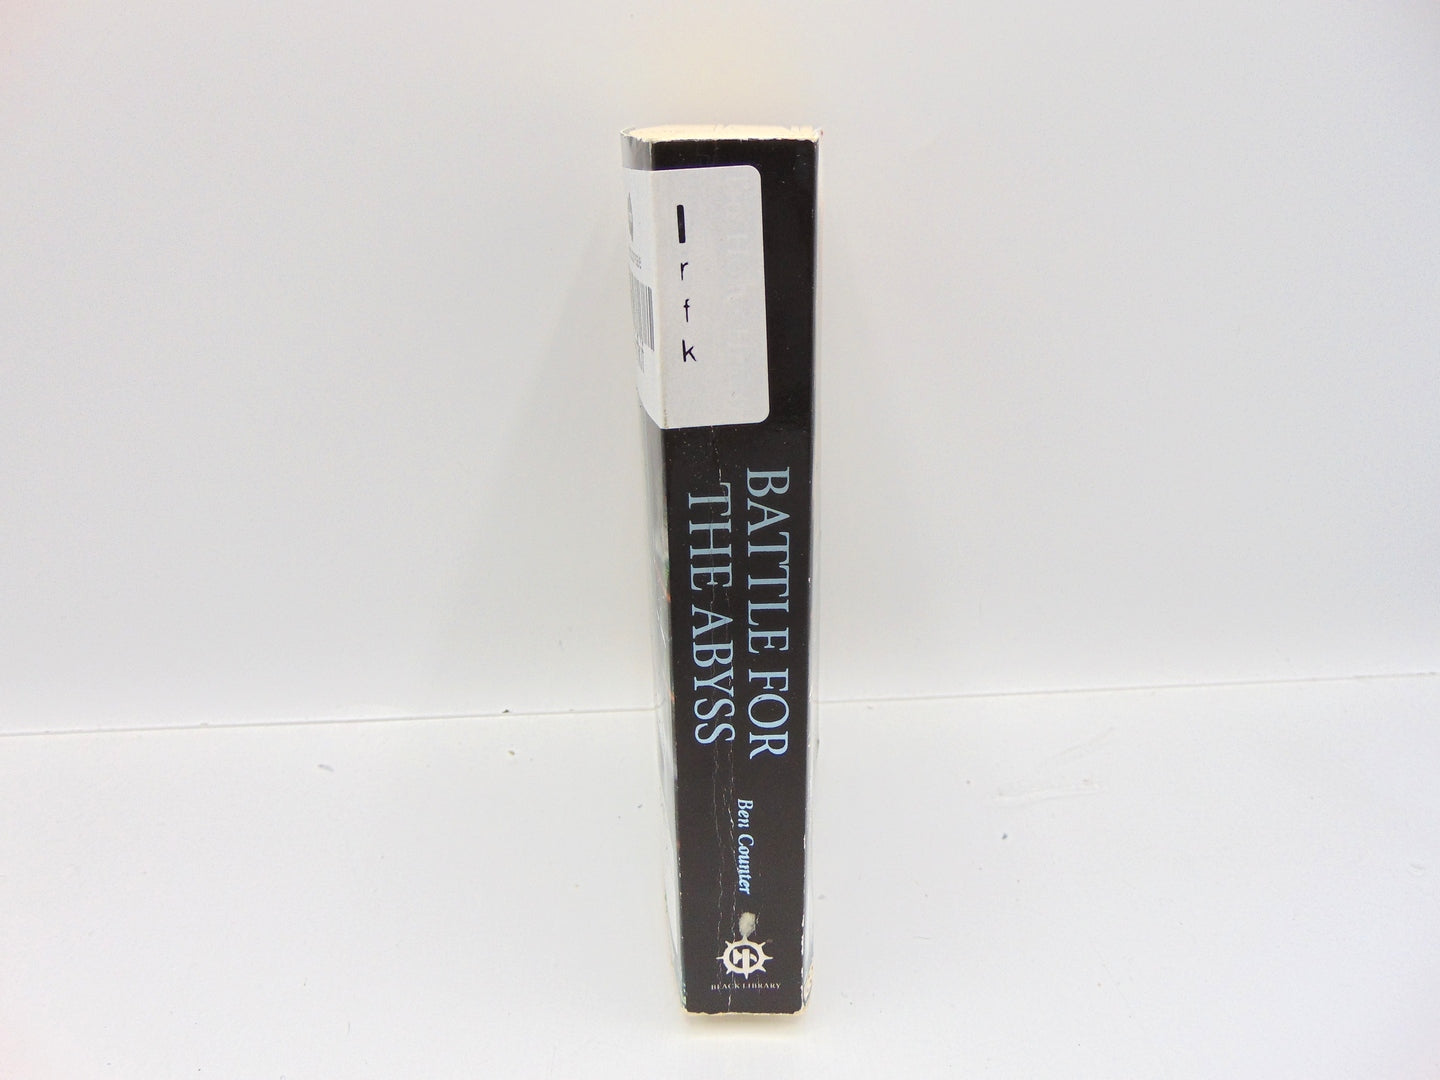 l
r
f
k
BATTLE FOR
THE ABYSS
Ben Counter
BLACK LIBRARY